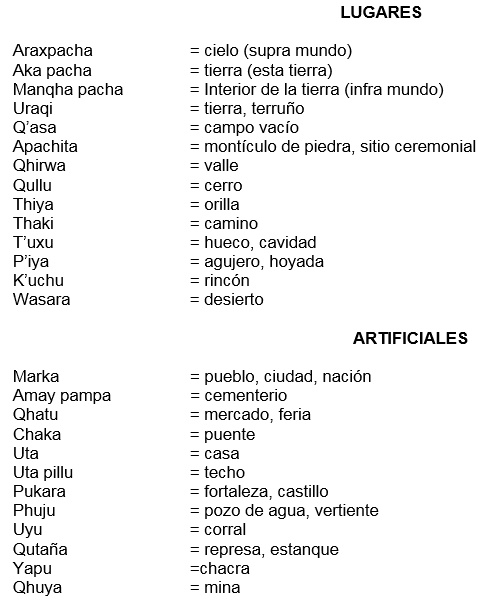 LUGARES
Araxpacha = cielo (supra mundo)
Aka pacha = tierra (esta tierra)
Manqha pacha = Interior de la tierra (infra mundo)
Uraqi = tierra, terruño
Q’asa = campo vacío
Apachita = montículo de piedra, sitio ceremonial
Qhirwa = valle
Qullu = cerro
Thiya = orilla
Thaki = camino
T’uxu = hueco, cavidad
P’iya = agujero, hoyada
K’uchu = rincón
Wasara = desierto
ARTIFICIALES
Marka = pueblo, ciudad, nación
Amay pampa = cementerio
Qhatu = mercado, feria
Chaka = puente
Uta = casa
Uta pillu = techo
Pukara = fortaleza, castillo
Phuju = pozo de agua, vertiente
Uyu = corral
Qutaña = represa, estanque
Yapu =chacra
Qhuya = mina